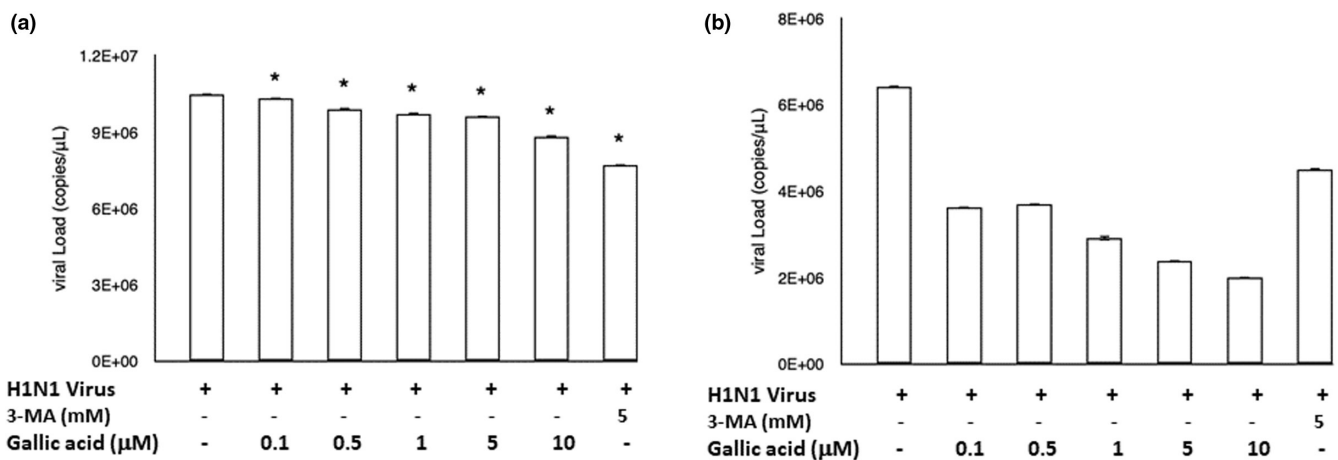 (a)
1.2E+07
* * * * * *
9E+06
6E+06
3E+06
0E+00
viral Load (copies/µL)
H1N1 Virus + + + + + + +
3-MA (mM) - - - - - - 5
Gallic acid (µM) - 0.1 0.5 1 5 10 -
(b)
8E+06
6E+06
4E+06
2E+06
0E+00
viral Load (copies/µL)
H1N1 Virus + + + + + + +
3-MA (mM) - - - - - - 5
Gallic acid (µM) - 0.1 0.5 1 5 10 -